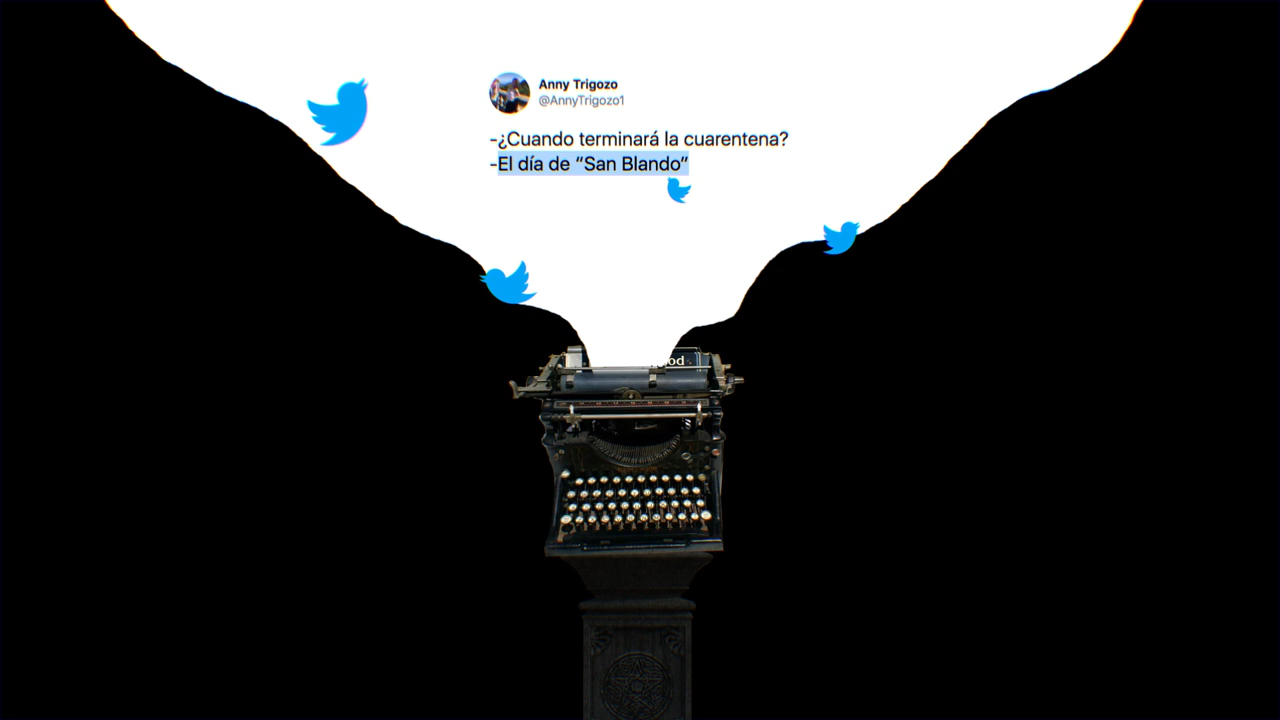 Anny Trigozo
@AnnyTrigozo1
-¿Cuando terminará la cuarentena?
-El día de “San Blando”